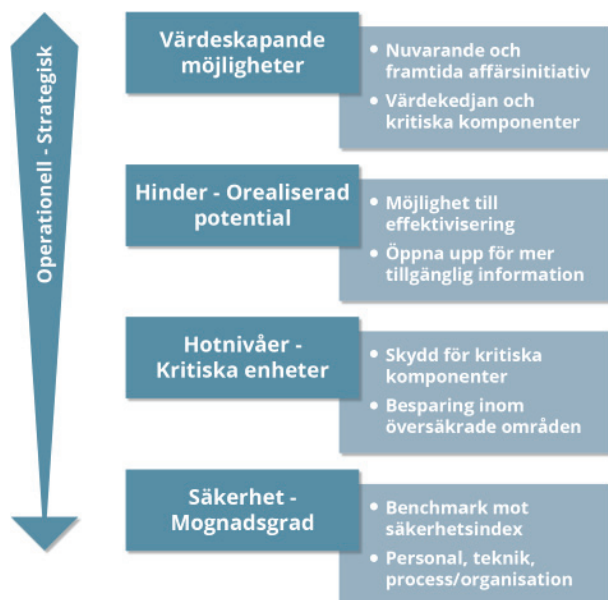 Operationell - Strategisk
Värdeskapande
möjligheter
• Nuvarande och
framtida affärsinitiativ
• Värdekedjan och
kritiska komponenter
Hinder - Orealiserad
potential
• Möjlighet till
effektivisering
• Öppna upp för mer
tillgänglig information
Hotnivåer -
Kritiska enheter
• Skydd för kritiska
komponenter
• Besparing inom
översäkrade områden
Säkerhet -
Mognadsgrad
• Benchmark mot
säkerhetsindex
• Personal, teknik,
process/organisation